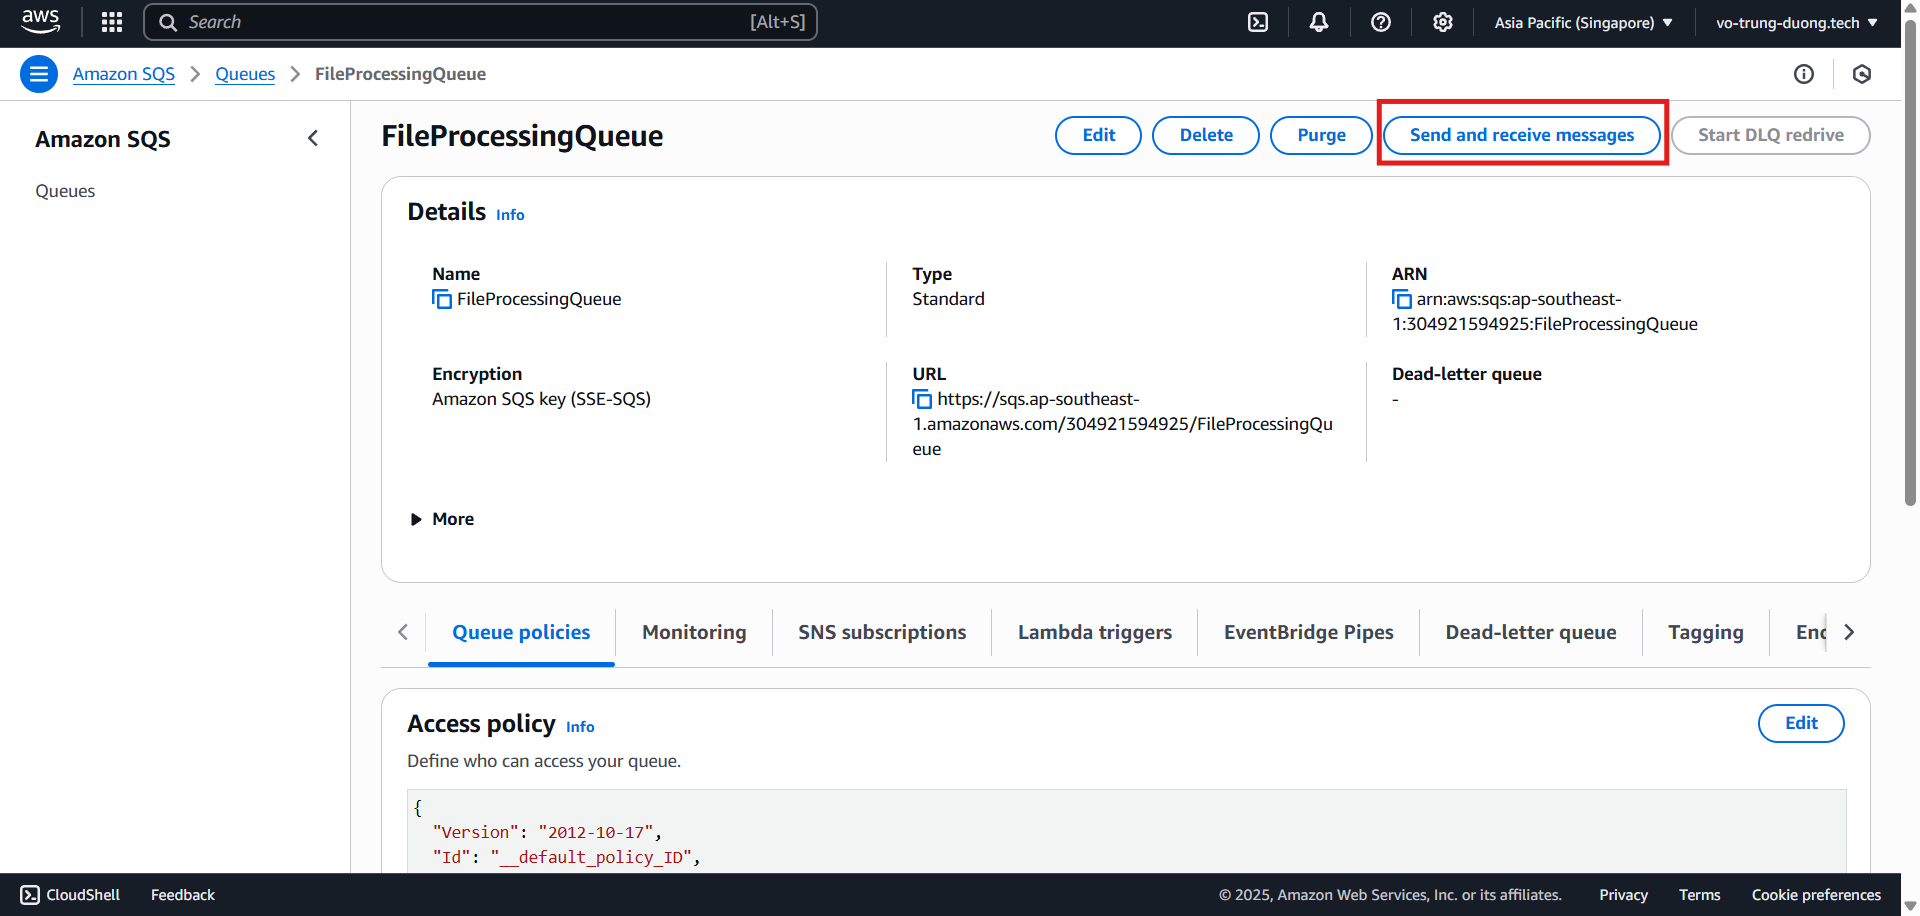 aws
Search
[Alt+S]
Asia Pacific (Singapore)
vo-trung-duong.tech
Amazon SQS
Queues
FileProcessingQueue
Amazon SQS
Queues
FileProcessingQueue
Edit
Delete
Purge
Send and receive messages
Start DLQ redrive
Details Info
Name
FileProcessingQueue
Type
Standard
ARN
arn:aws:sqs:ap-southeast-
1:304921594925:FileProcessingQueue
Encryption
Amazon SQS key (SSE-SQS)
URL
https://sqs.ap-southeast-
1.amazonaws.com/304921594925/FileProcessingQu
eue
Dead-letter queue
-
More
Queue policies
Monitoring
SNS subscriptions
Lambda triggers
EventBridge Pipes
Dead-letter queue
Tagging
Enc
Access policy Info
Edit
Define who can access your queue.
{
"Version": "2012-10-17",
"Id": "__default_policy_ID",
CloudShell
Feedback
© 2025, Amazon Web Services, Inc. or its affiliates.
Privacy
Terms
Cookie preferences